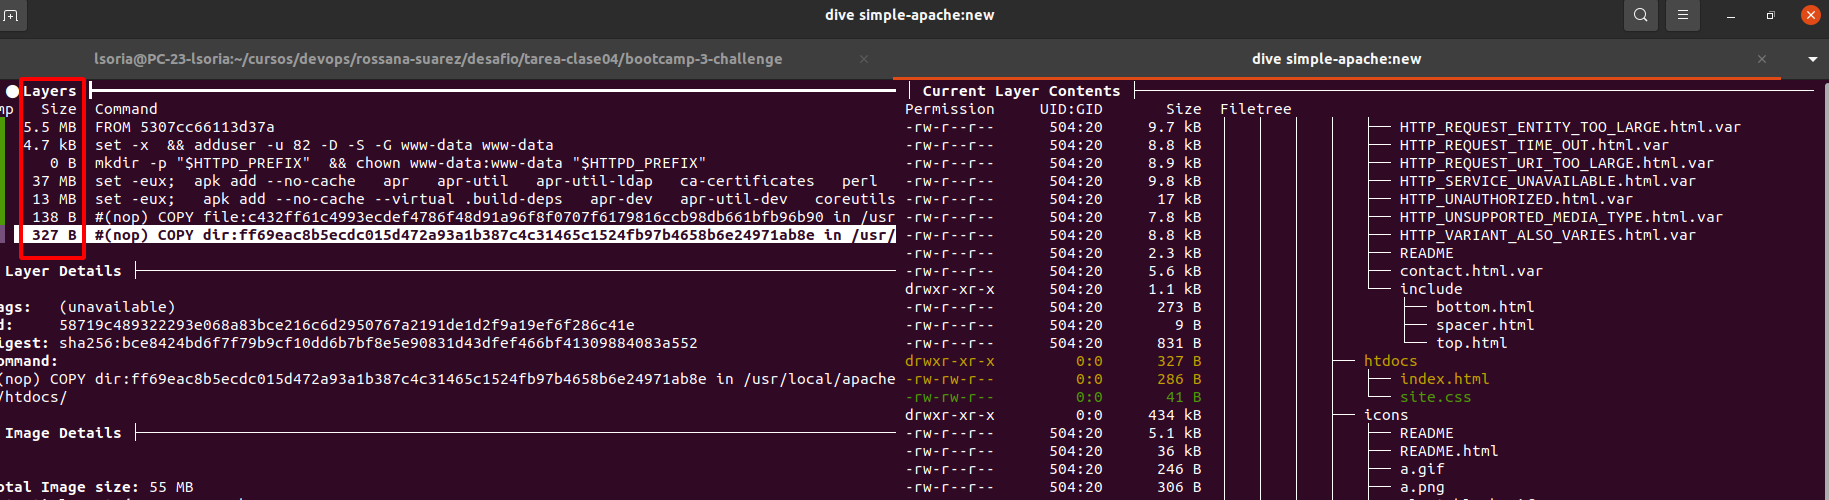 dive simple-apache:new
lsoria@PC-23-lsoria:~/cursos/devops/rossana-suarez/desafio/tarea-clase04/bootcamp-3-challenge
dive simple-apache:new
Layers
mp Size Command
5.5 MB FROM 5307cc66113d37a
4.7 kB set -x && adduser -u 82 -D -S -G www-data www-data
0 B mkdir -p "$HTTPD_PREFIX" && chown www-data:www-data "$HTTPD_PREFIX"
37 MB set -eux; apk add --no-cache apr apr-util apr-util-ldap ca-certificates perl
13 MB set -eux; apk add --no-cache --virtual .build-deps apr-dev apr-util-dev coreutils
138 B #(nop) COPY file:c432ff61c4993ecdef4786f48d91a96f8f0707f6179816ccb98db661bfb96b90 in /usr
327 B #(nop) COPY dir:ff69eac8b5ecdc015d472a93a1b387c4c31465c1524fb97b4658b6e24971ab8e in /usr/
Layer Details
ags: (unavailable)
d: 58719c489322293e068a83bce216c6d2950767a2191de1d2f9a19ef6f286c41e
igest: sha256:bce8424bd6f7f79b9cf10dd6b7bf8e5e90831d43dfef466bf41309884083a552
ommand:
(nop) COPY dir:ff69eac8b5ecdc015d472a93a1b387c4c31465c1524fb97b4658b6e24971ab8e in /usr/local/apache
/htdocs/
Image Details
otal Image size: 55 MB
Current Layer Contents
Permission UID:GID Size Filetree
-rw-r--r-- 504:20 9.7 kB HTTP_REQUEST_ENTITY_TOO_LARGE.html.var
-rw-r--r-- 504:20 8.8 kB HTTP_REQUEST_TIME_OUT.html.var
-rw-r--r-- 504:20 8.9 kB HTTP_REQUEST_URI_TOO_LARGE.html.var
-rw-r--r-- 504:20 9.8 kB HTTP_SERVICE_UNAVAILABLE.html.var
-rw-r--r-- 504:20 17 kB HTTP_UNAUTHORIZED.html.var
-rw-r--r-- 504:20 7.8 kB HTTP_UNSUPPORTED_MEDIA_TYPE.html.var
-rw-r--r-- 504:20 8.8 kB HTTP_VARIANT_ALSO_VARIES.html.var
-rw-r--r-- 504:20 2.3 kB README
-rw-r--r-- 504:20 5.6 kB contact.html.var
drwxr-xr-x 504:20 1.1 kB include
-rw-r--r-- 504:20 273 B bottom.html
-rw-r--r-- 504:20 9 B spacer.html
-rw-r--r-- 504:20 831 B top.html
drwxr-xr-x 0:0 327 B htdocs
-rw-rw-r-- 0:0 286 B index.html
-rw-rw-r-- 0:0 41 B site.css
drwxr-xr-x 0:0 434 kB icons
-rw-r--r-- 504:20 5.1 kB README
-rw-r--r-- 504:20 36 kB README.html
-rw-r--r-- 504:20 246 B a.gif
-rw-r--r-- 504:20 306 B a.png